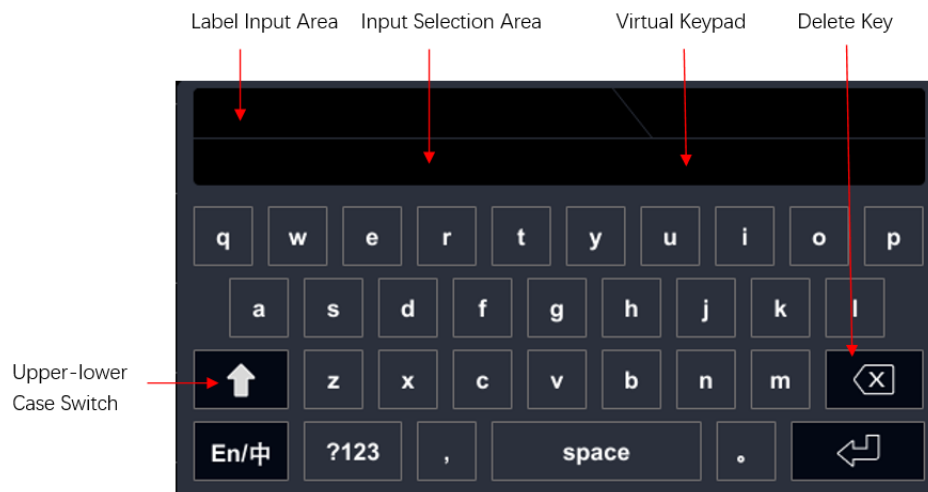 Label Input Area Input Selection Area Virtual Keypad Delete Key
q w e r t y u i o p
a s d f g h j k l
Upper-lower
Case Switch
z x c v b n m
En/中 ?123 , space 。